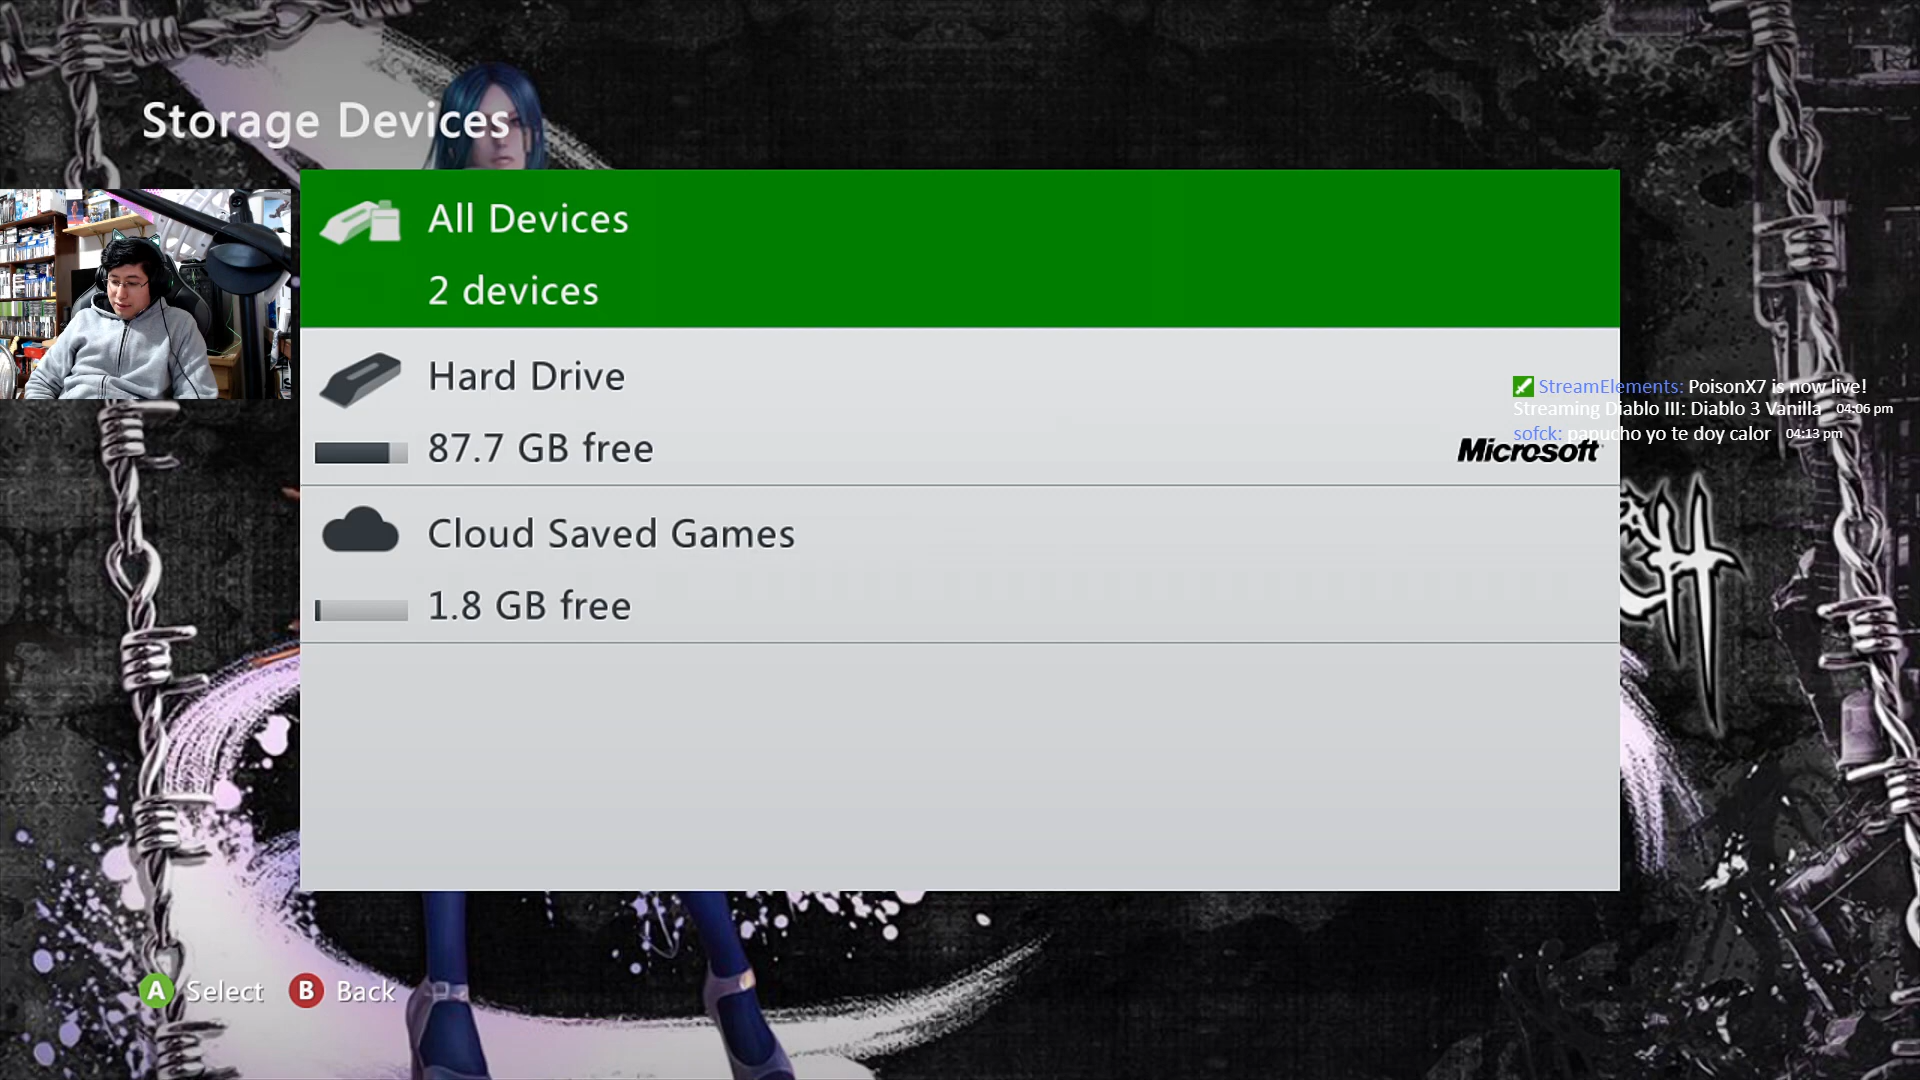 Storage Devices
All Devices
2 devices
Hard Drive
87.7 GB free
Microsoft
Cloud Saved Games
1.8 GB free
StreamElements: PoisonX7 is now live!
Streaming Diablo III: Diablo 3 Vanilla 04:06 pm
sofck: papucho yo te doy calor 04:13 pm
A Select B Back